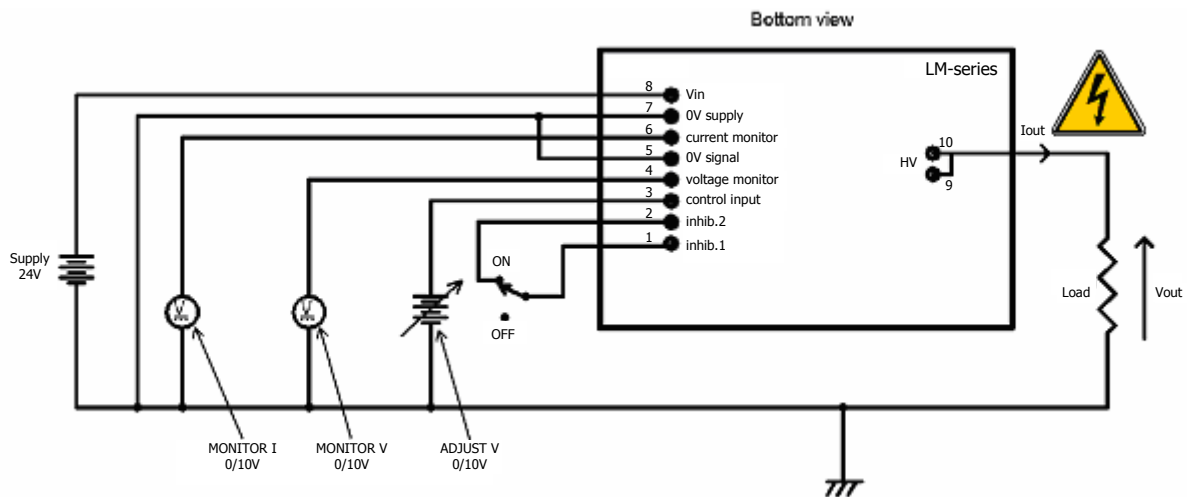 Bottom view
LM-series
8 Vin
7 0V supply
6 current monitor
5 0V signal
4 voltage monitor
3 control input
2 inhib.2
1 inhib.1
HV
10
9
Iout
Supply
24V
ON
OFF
V
V
Load
Vout
MONITOR I
0/10V
MONITOR V
0/10V
ADJUST V
0/10V